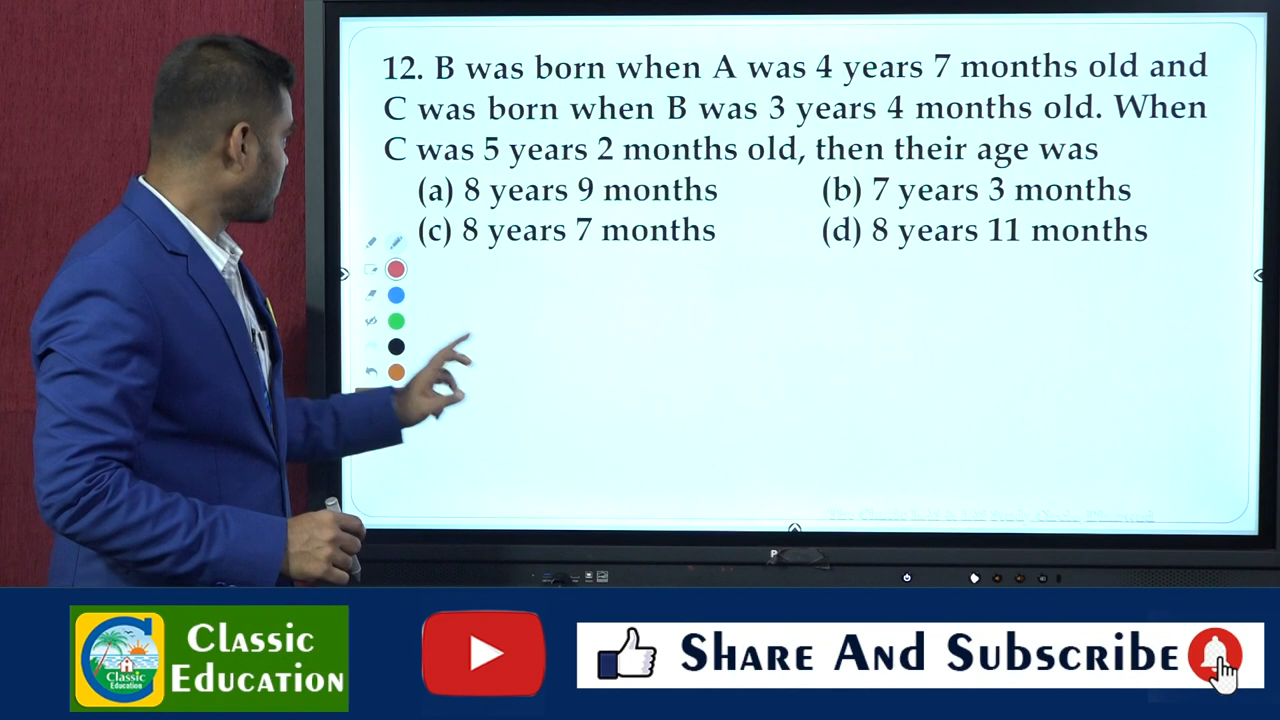 12. B was born when A was 4 years 7 months old and
C was born when B was 3 years 4 months old. When
C was 5 years 2 months old, then their age was
(a) 8 years 9 months (b) 7 years 3 months
(c) 8 years 7 months (d) 8 years 11 months
Classic
Education
Classic
Education
Share And Subscribe